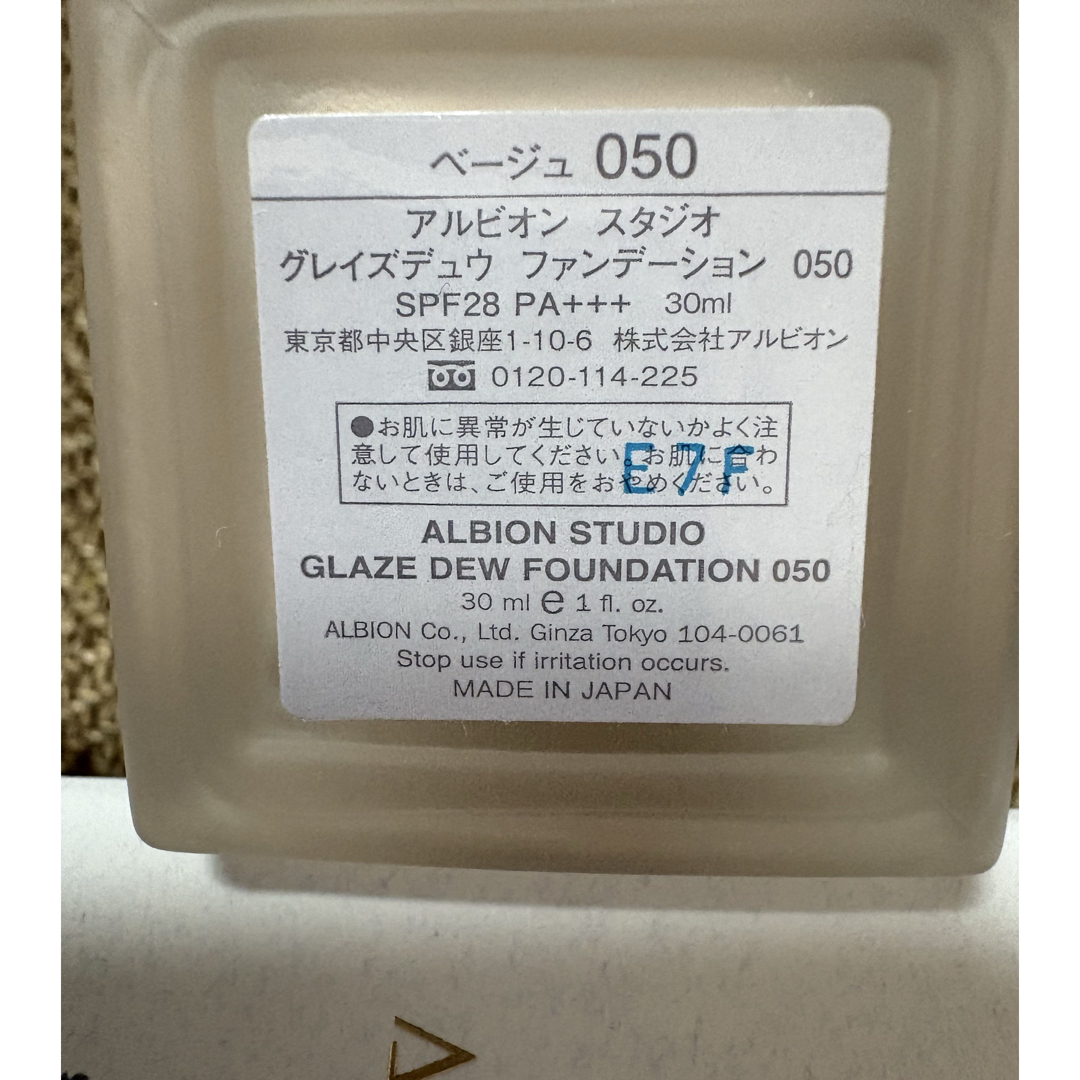 ベージュ 050
アルビオン スタジオ
グレイズデュウ ファンデーション 050
SPF28 PA+++ 30ml
東京都中央区銀座1-10-6 株式会社アルビオン
0120-114-225
●お肌に異常が生じていないかよく注
意して使用してください。お肌に合わ
ないときは、ご使用をおやめください。
E7F
ALBION STUDIO
GLAZE DEW FOUNDATION 050
30 ml ℮ 1 fl. oz.
ALBION Co., Ltd. Ginza Tokyo 104-0061
Stop use if irritation occurs.
MADE IN JAPAN